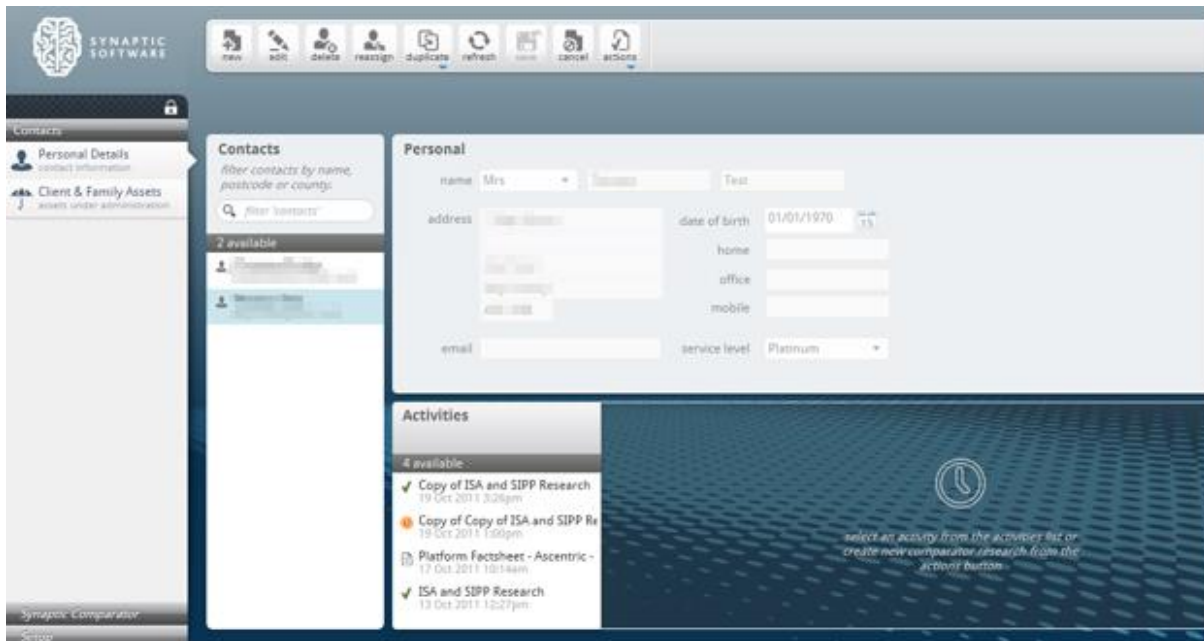 SYNAPTIC
SOFTWARE
new
edit
delete
reassign
duplicate
refresh
save
cancel
actions
Contacts
Personal Details
contact information
Client & Family Assets
assets under administration
Synaptic Comparator
Setup
Contacts
filter contacts by name,
postcode or county.
filter 'contacts'
2 available
Personal
name Mrs Test
address
date of birth 01/01/1970 15
home
office
mobile
email
service level Platinum
Activities
4 available
Copy of ISA and SIPP Research
19 Oct 2011 3:26pm
Copy of Copy of ISA and SIPP Re
19 Oct 2011 1:00pm
Platform Factsheet - Ascentric -
17 Oct 2011 10:14am
ISA and SIPP Research
13 Oct 2011 12:27pm
select an activity from the activities list or
create new comparator research from the
actions button